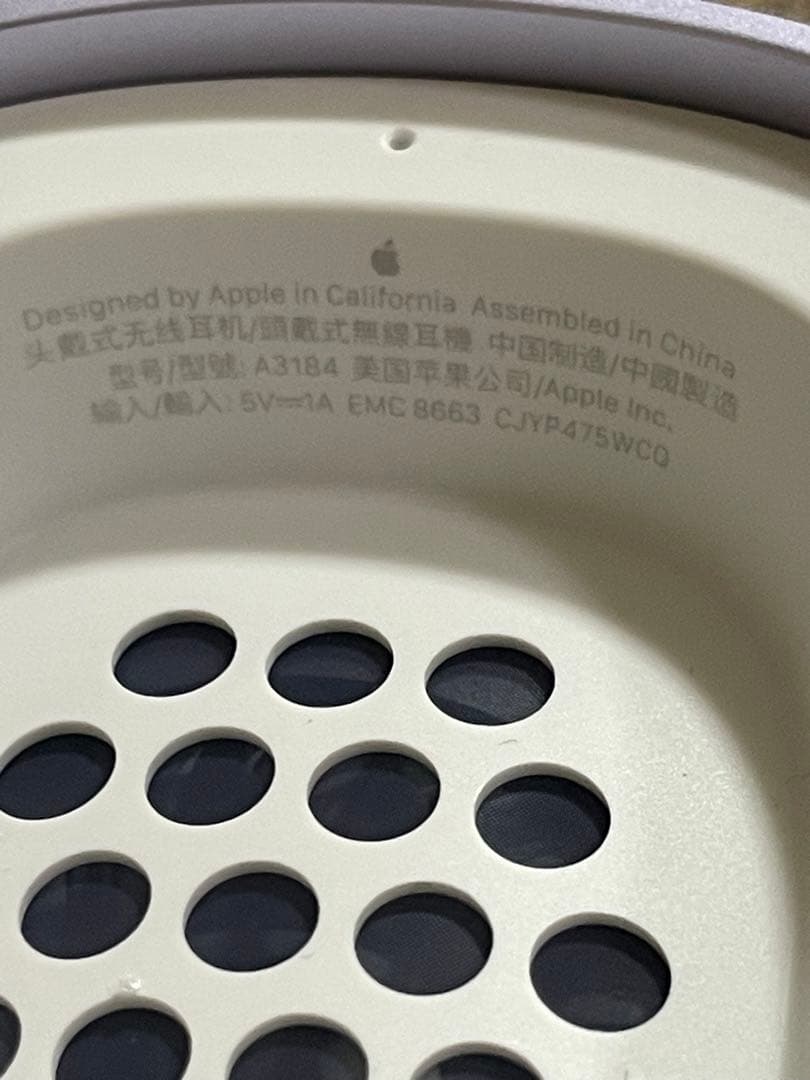 Designed by Apple in California Assembled in China
头戴式无线耳机/頭戴式無線耳機 中国制造/中國製造
型号/型號: A3184 美国苹果公司/Apple Inc.
输入/輸入: 5V⎓1A EMC 8663 CJYP475WCQ